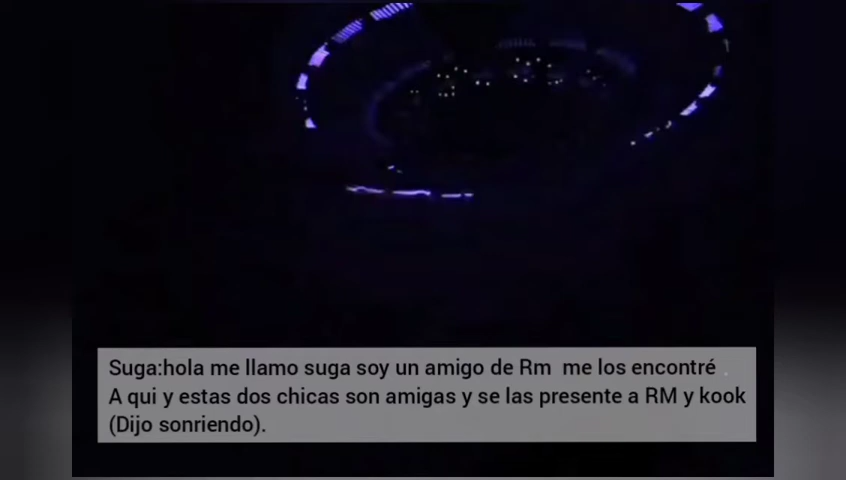 Suga:hola me llamo suga soy un amigo de Rm me los encontré
A qui y estas dos chicas son amigas y se las presente a RM y kook
(Dijo sonriendo).